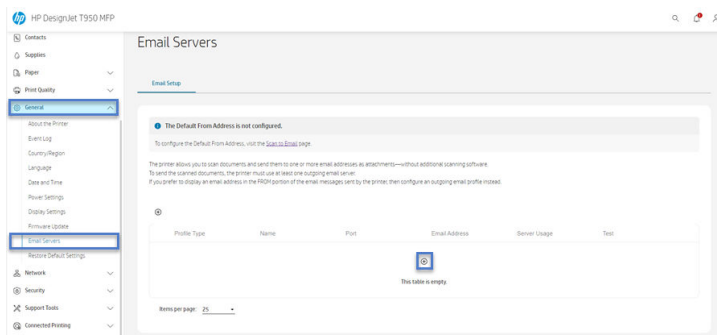 hp HP DesignJet T950 MFP
Contacts
Supplies
Paper
Print Quality
General
About the Printer
Event Log
Country/Region
Language
Date and Time
Power Settings
Display Settings
Firmware Update
Email Servers
Restore Default Settings
Network
Security
Support Tools
Connected Printing
Email Servers
Email Setup
The Default From Address is not configured.
To configure the Default From Address, visit the Scan to Email page.
The printer allows you to scan documents and send them to one or more email addresses as attachments—without additional scanning software.
To send the scanned documents, the printer must use at least one outgoing email server.
If you prefer to display an email address in the FROM portion of the email messages sent by the printer, then configure an outgoing email profile instead.
Profile Type Name Port Email Address Server Usage Test
This table is empty.
Items per page: 25